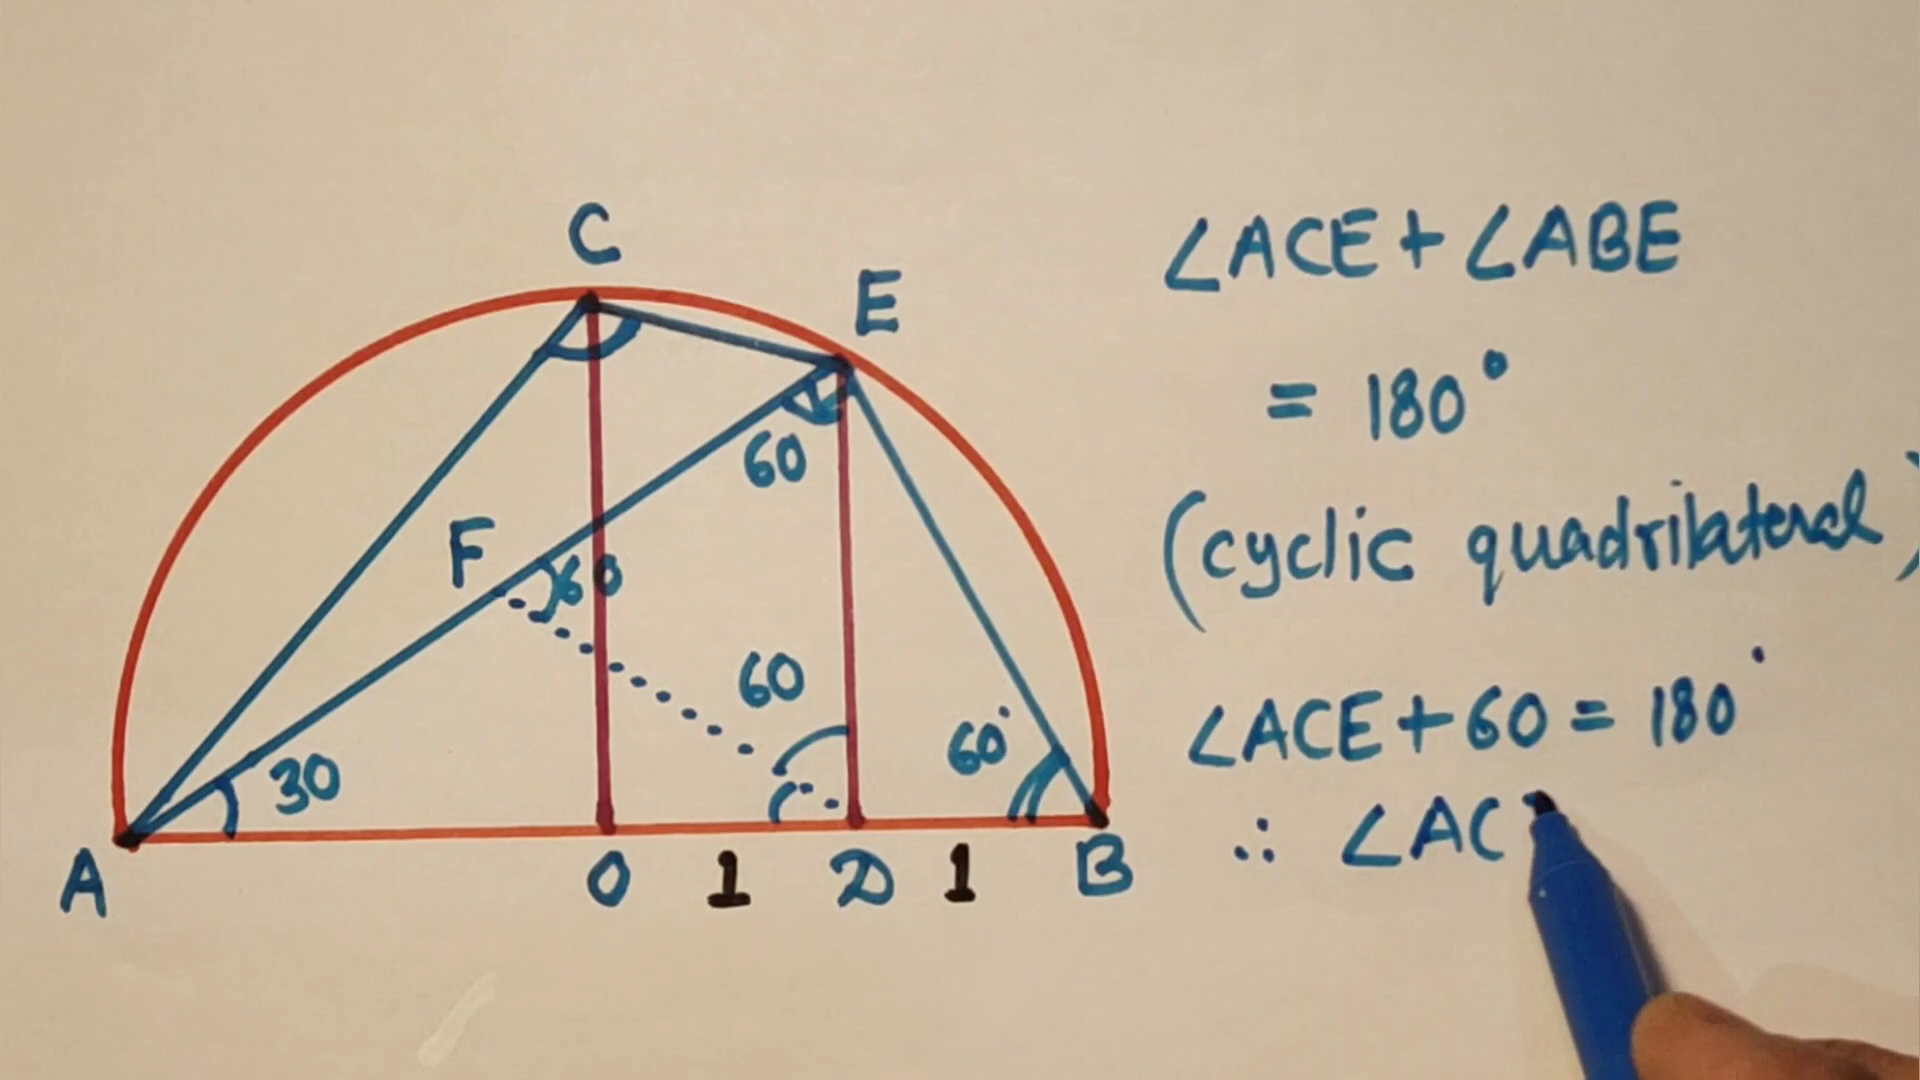 C
E
F
60
60
60
30
60°
A
O
1
D
1
B
∠ACE + ∠ABE
= 180°
(cyclic quadrilateral)
∠ACE + 60 = 180°
∴ ∠AC